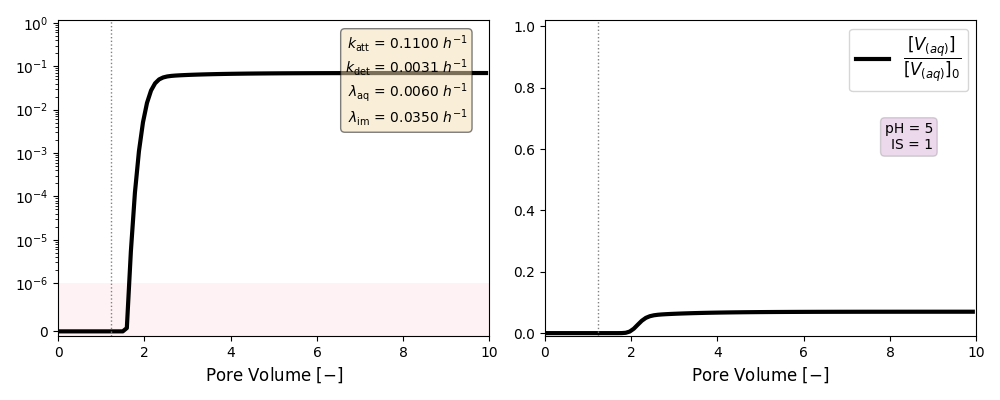 10⁰
10⁻¹
10⁻²
10⁻³
10⁻⁴
10⁻⁵
10⁻⁶
0
0 2 4 6 8 10
Pore Volume [−]
k_att = 0.1100 h⁻¹
k_det = 0.0031 h⁻¹
λ_aq = 0.0060 h⁻¹
λ_im = 0.0350 h⁻¹
1.0
0.8
0.6
0.4
0.2
0.0
0 2 4 6 8 10
Pore Volume [−]
[V_(aq)]
[V_(aq)]₀
pH = 5
IS = 1